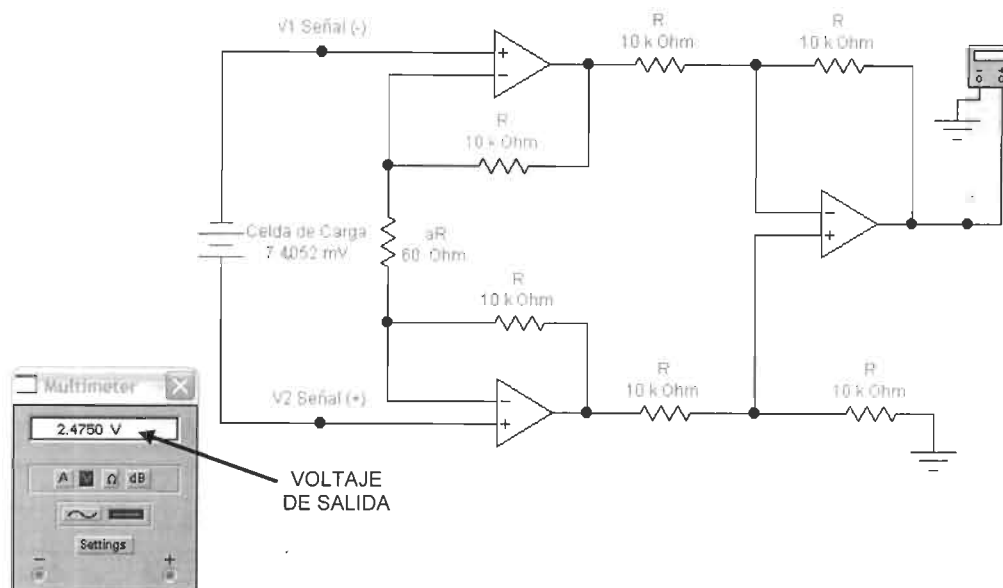 V1 Señal (-)
R
10 k Ohm
R
10 k Ohm
R
10 k Ohm
Celda de Carga
7.4052 mV
aR
60 Ohm
R
10 k Ohm
V2 Señal (+)
R
10 k Ohm
R
10 k Ohm
Multimeter
2.4750 V
A V Ω dB
Settings
VOLTAJE
DE SALIDA